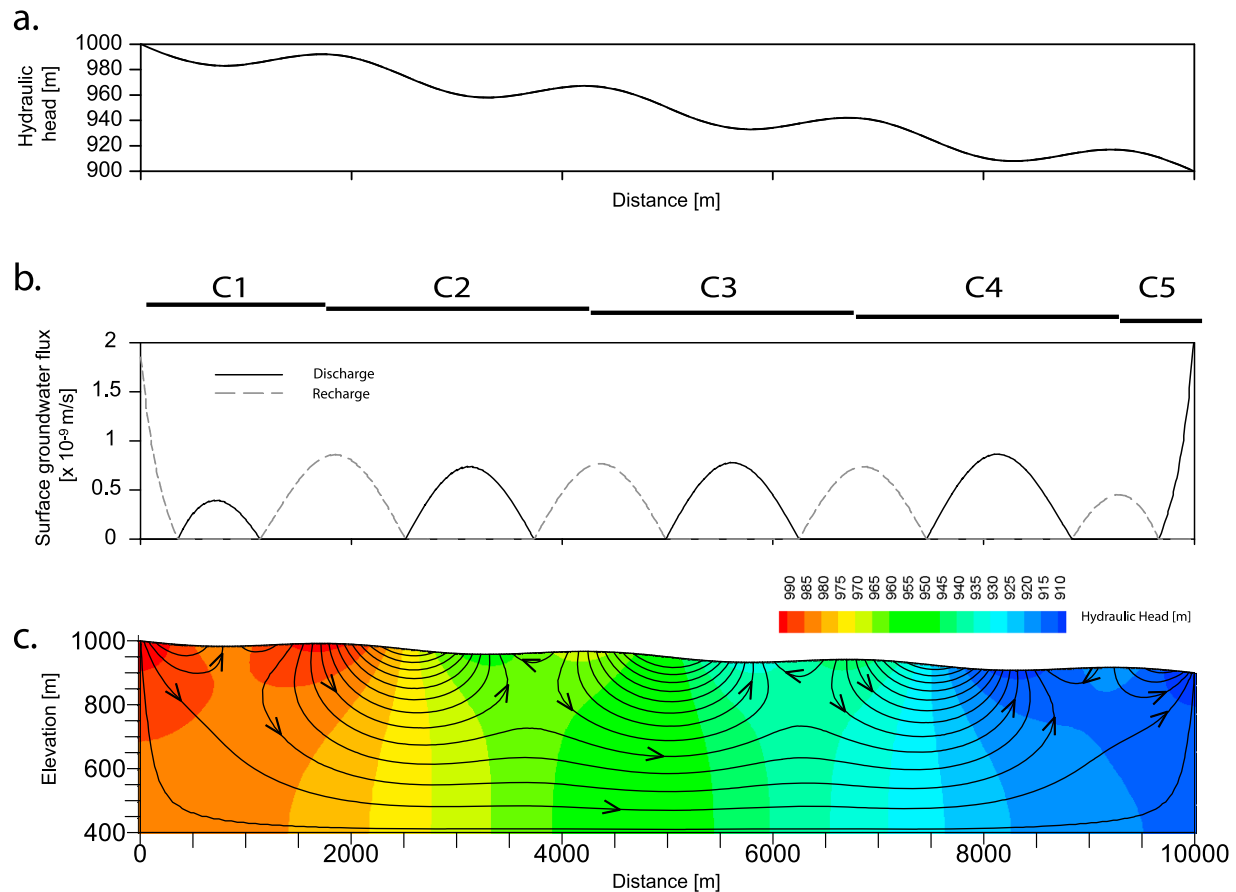 a.
Hydraulic
head [m]
1000
980
960
940
920
900
Distance [m]
b.
C1 C2 C3 C4 C5
Surface groundwater flux
[x 10⁻⁹ m/s]
2
1.5
1
0.5
0
Discharge
Recharge
990 985 980 975 970 965 960 955 950 945 940 935 930 925 920 915 910
Hydraulic Head [m]
c.
Elevation [m]
1000
800
600
400
0 2000 4000 6000 8000 10000
Distance [m]